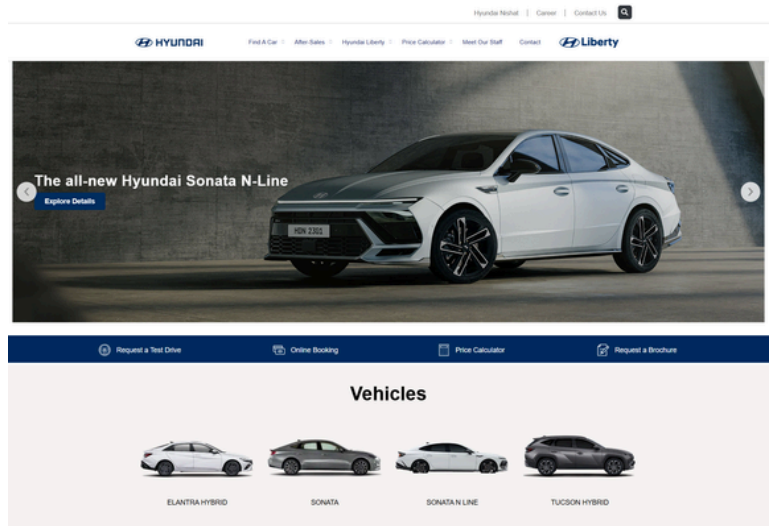 Hyundai Nishat | Career | Contact Us
HYUNDAI
Find A Car
After-Sales
Hyundai Liberty
Price Calculator
Meet Our Staff
Contact
Liberty
The all-new Hyundai Sonata N-Line
Explore Details
HDN 2301
Request a Test Drive
Online Booking
Price Calculator
Request a Brochure
Vehicles
ELANTRA HYBRID
SONATA
SONATA N LINE
TUCSON HYBRID